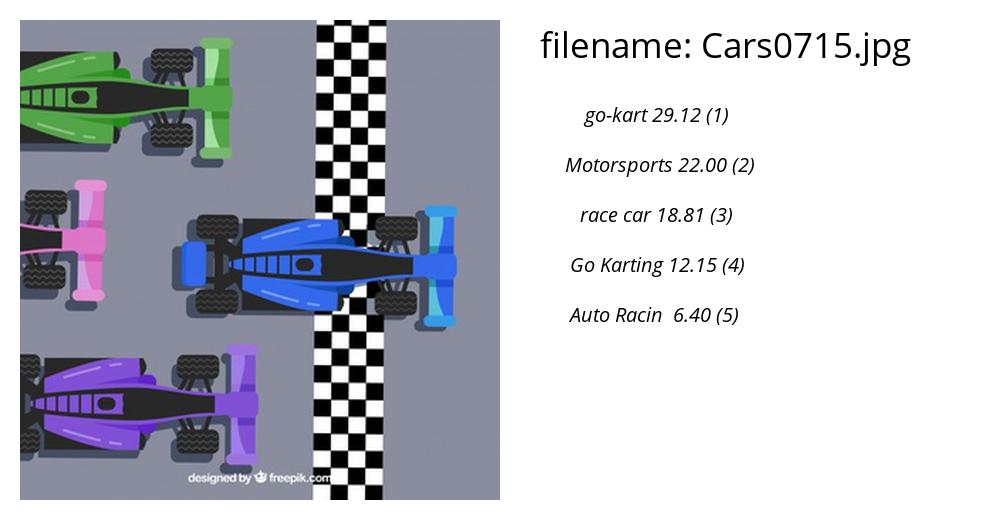 filename: Cars0715.jpg
go-kart 29.12 (1)
Motorsports 22.00 (2)
race car 18.81 (3)
Go Karting 12.15 (4)
Auto Racin 6.40 (5)
designed by freepik.com